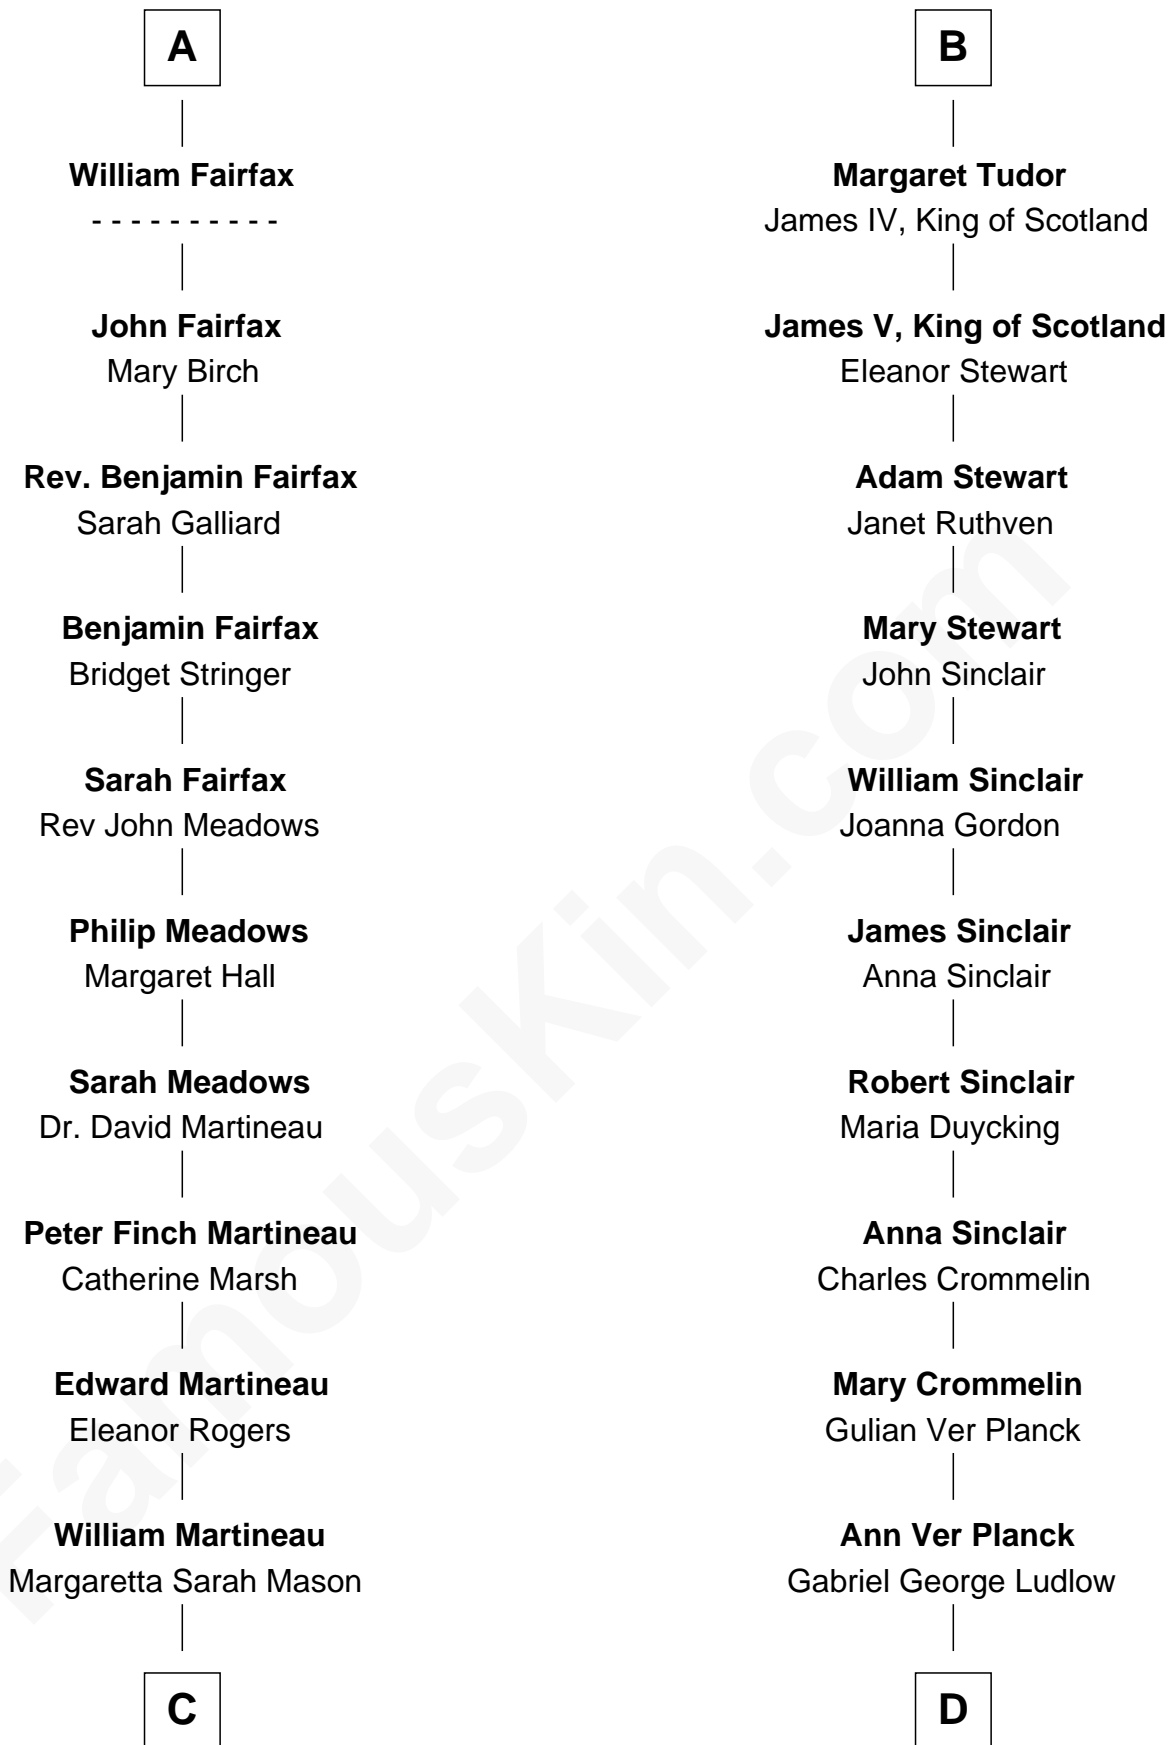 A
William Fairfax
- - - - - - - - - -
John Fairfax
Mary Birch
Rev. Benjamin Fairfax
Sarah Galliard
Benjamin Fairfax
Bridget Stringer
Sarah Fairfax
Rev John Meadows
Philip Meadows
Margaret Hall
Sarah Meadows
Dr. David Martineau
Peter Finch Martineau
Catherine Marsh
Edward Martineau
Eleanor Rogers
William Martineau
Margaretta Sarah Mason
C
B
Margaret Tudor
James IV, King of Scotland
James V, King of Scotland
Eleanor Stewart
Adam Stewart
Janet Ruthven
Mary Stewart
John Sinclair
William Sinclair
Joanna Gordon
James Sinclair
Anna Sinclair
Robert Sinclair
Maria Duycking
Anna Sinclair
Charles Crommelin
Mary Crommelin
Gulian Ver Planck
Ann Ver Planck
Gabriel George Ludlow
D
FamousKin.com